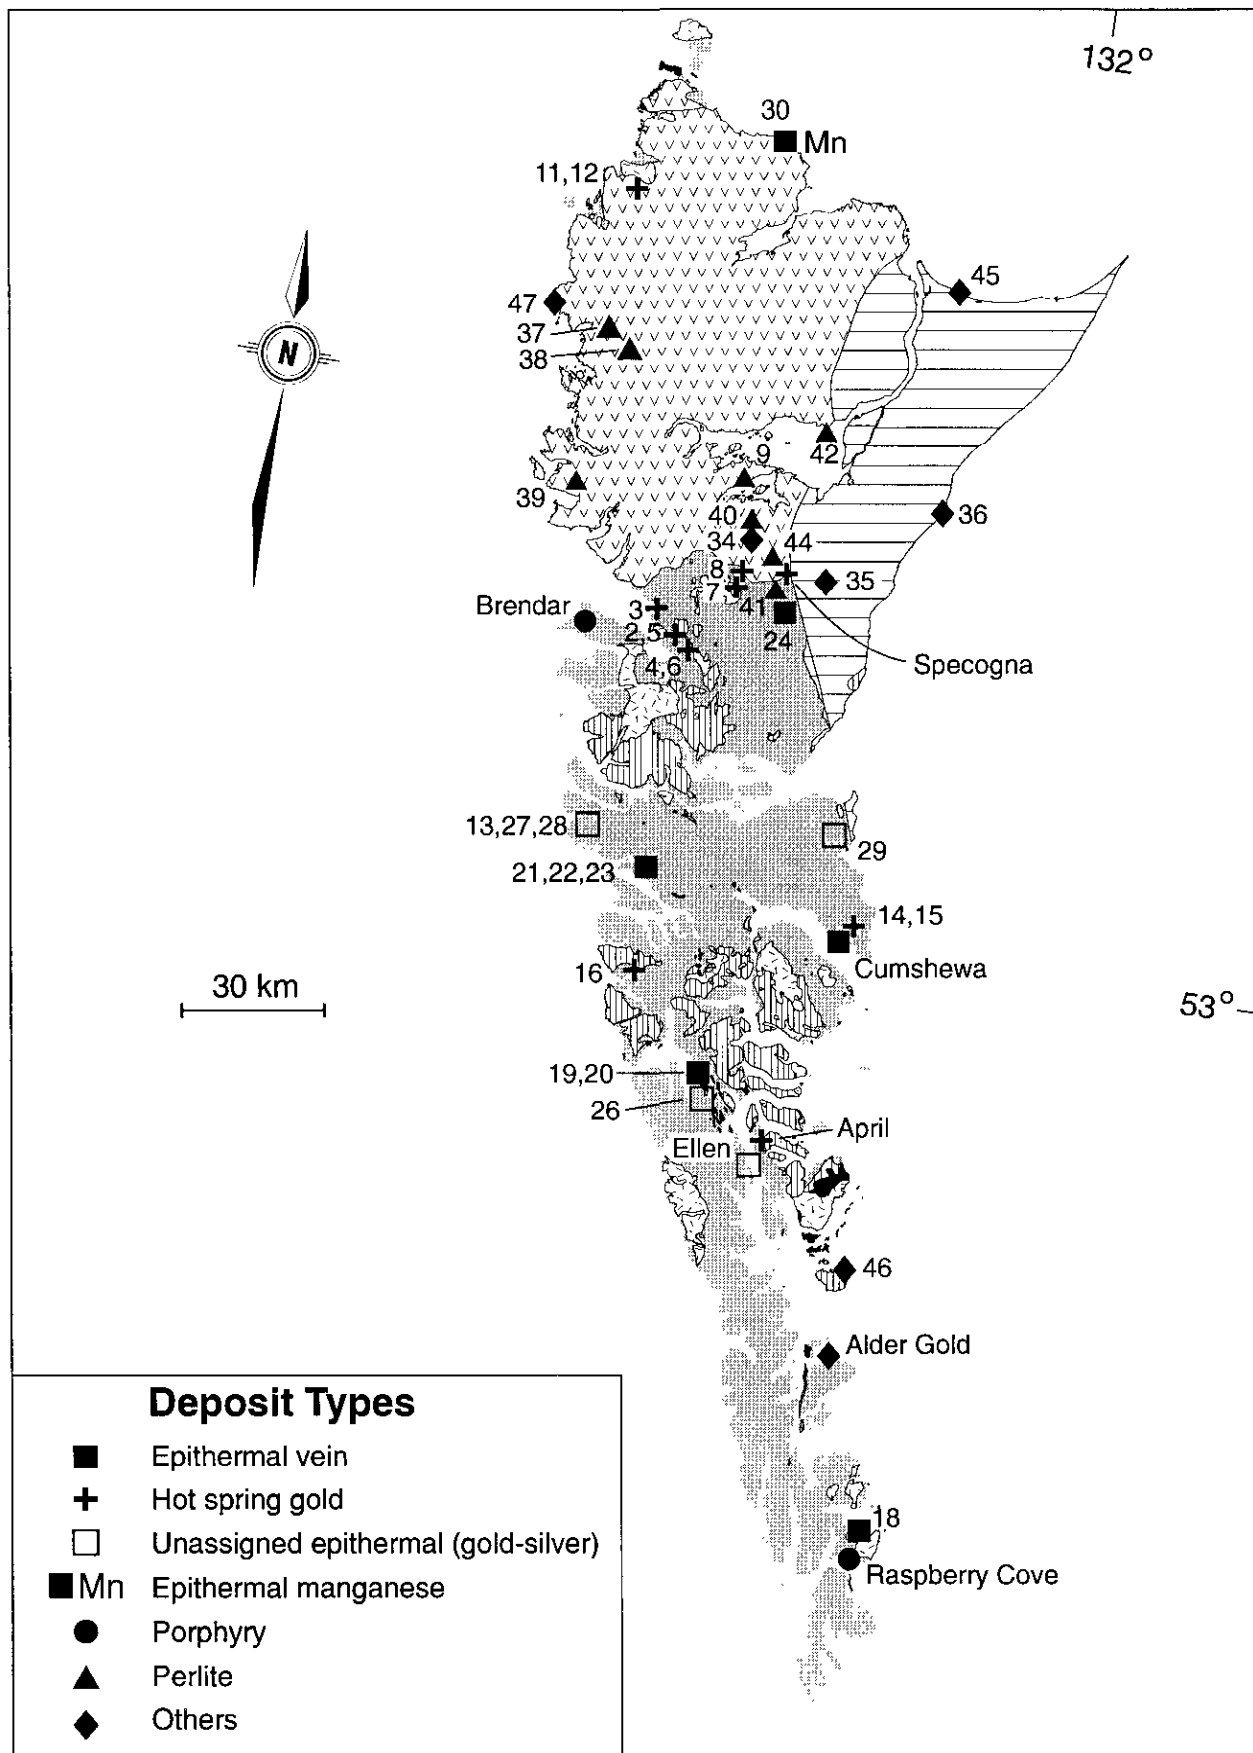 132°
30
Mn
11,12
45
N
47
37
38
9
42
39
40
36
34
44
8
35
7
41
3
Brendar
2,5
24
4,6
Specogna
13,27,28
29
21,22,23
14,15
Cumshewa
16
30 km
53°
19,20
26
April
Ellen
46
Alder Gold
18
Raspberry Cove
Deposit Types
Epithermal vein
Hot spring gold
Unassigned epithermal (gold-silver)
Mn Epithermal manganese
Porphyry
Perlite
Others